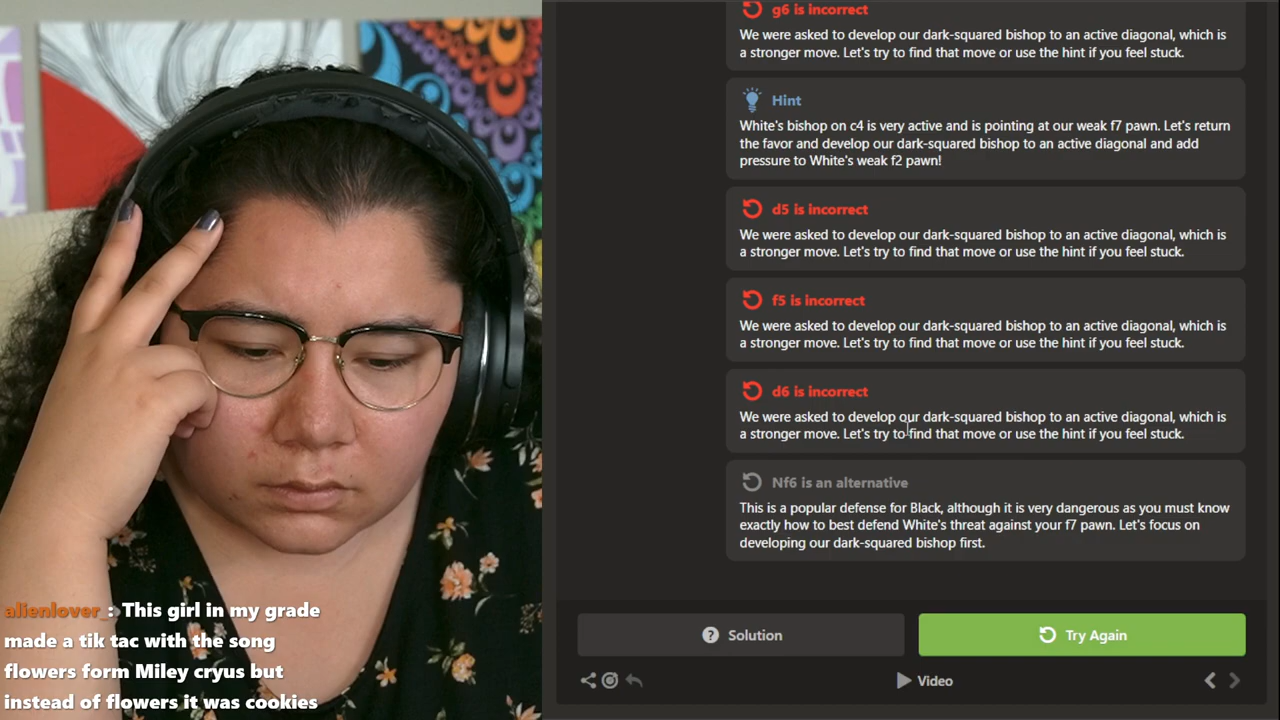 g6 is incorrect
We were asked to develop our dark-squared bishop to an active diagonal, which is
a stronger move. Let's try to find that move or use the hint if you feel stuck.
Hint
White's bishop on c4 is very active and is pointing at our weak f7 pawn. Let's return
the favor and develop our dark-squared bishop to an active diagonal and add
pressure to White's weak f2 pawn!
d5 is incorrect
We were asked to develop our dark-squared bishop to an active diagonal, which is
a stronger move. Let's try to find that move or use the hint if you feel stuck.
f5 is incorrect
We were asked to develop our dark-squared bishop to an active diagonal, which is
a stronger move. Let's try to find that move or use the hint if you feel stuck.
d6 is incorrect
We were asked to develop our dark-squared bishop to an active diagonal, which is
a stronger move. Let's try to find that move or use the hint if you feel stuck.
Nf6 is an alternative
This is a popular defense for Black, although it is very dangerous as you must know
exactly how to best defend White's threat against your f7 pawn. Let's focus on
developing our dark-squared bishop first.
? Solution
Try Again
Video
alienlover : This girl in my grade
made a tik tac with the song
flowers form Miley cryus but
instead of flowers it was cookies